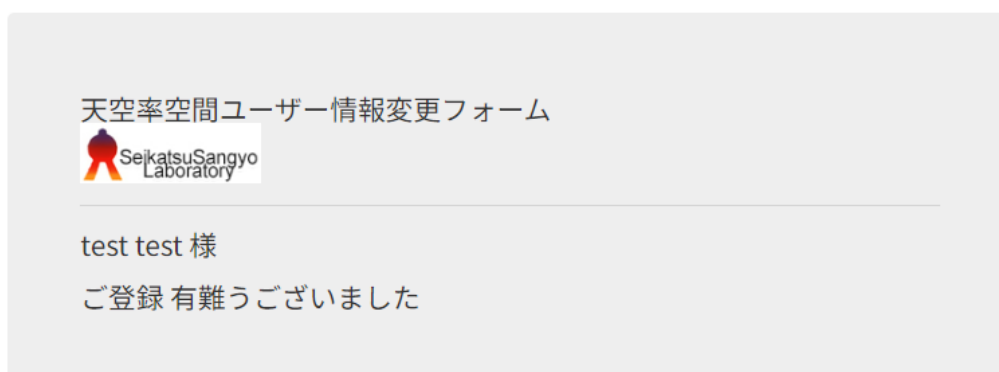 天空率空間ユーザー情報変更フォーム
SeikatsuSangyo
Laboratory
test test 様
ご登録 有難うございました